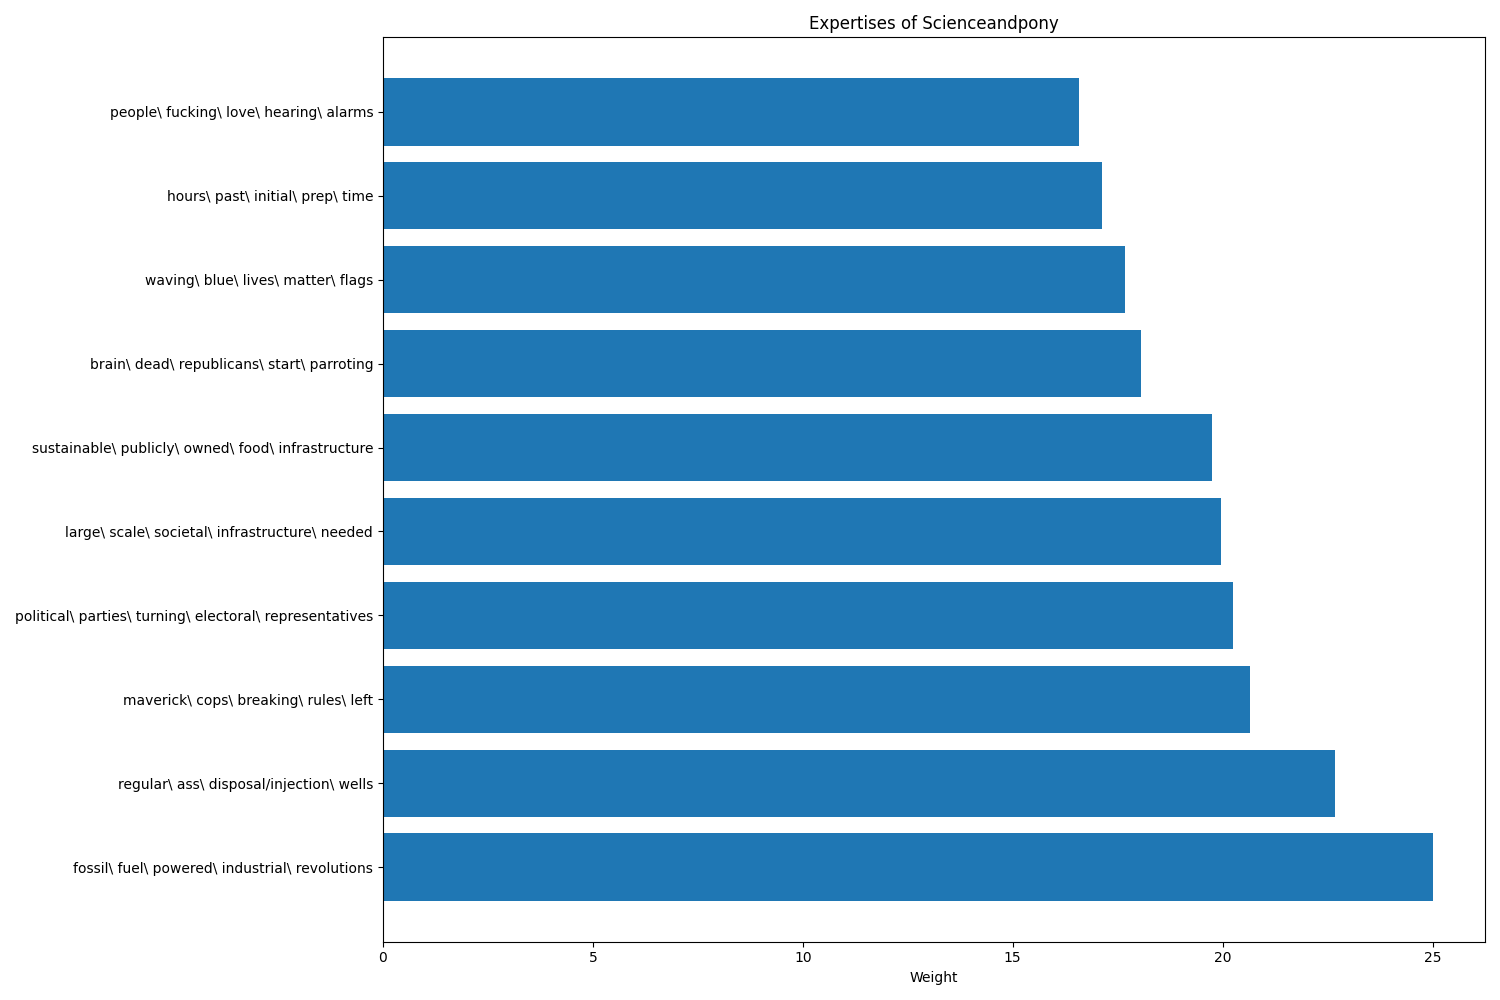 Expertises of Scienceandpony
people\ fucking\ love\ hearing\ alarms
hours\ past\ initial\ prep\ time
waving\ blue\ lives\ matter\ flags
brain\ dead\ republicans\ start\ parroting
sustainable\ publicly\ owned\ food\ infrastructure
large\ scale\ societal\ infrastructure\ needed
political\ parties\ turning\ electoral\ representatives
maverick\ cops\ breaking\ rules\ left
regular\ ass\ disposal/injection\ wells
fossil\ fuel\ powered\ industrial\ revolutions
0 5 10 15 20 25
Weight